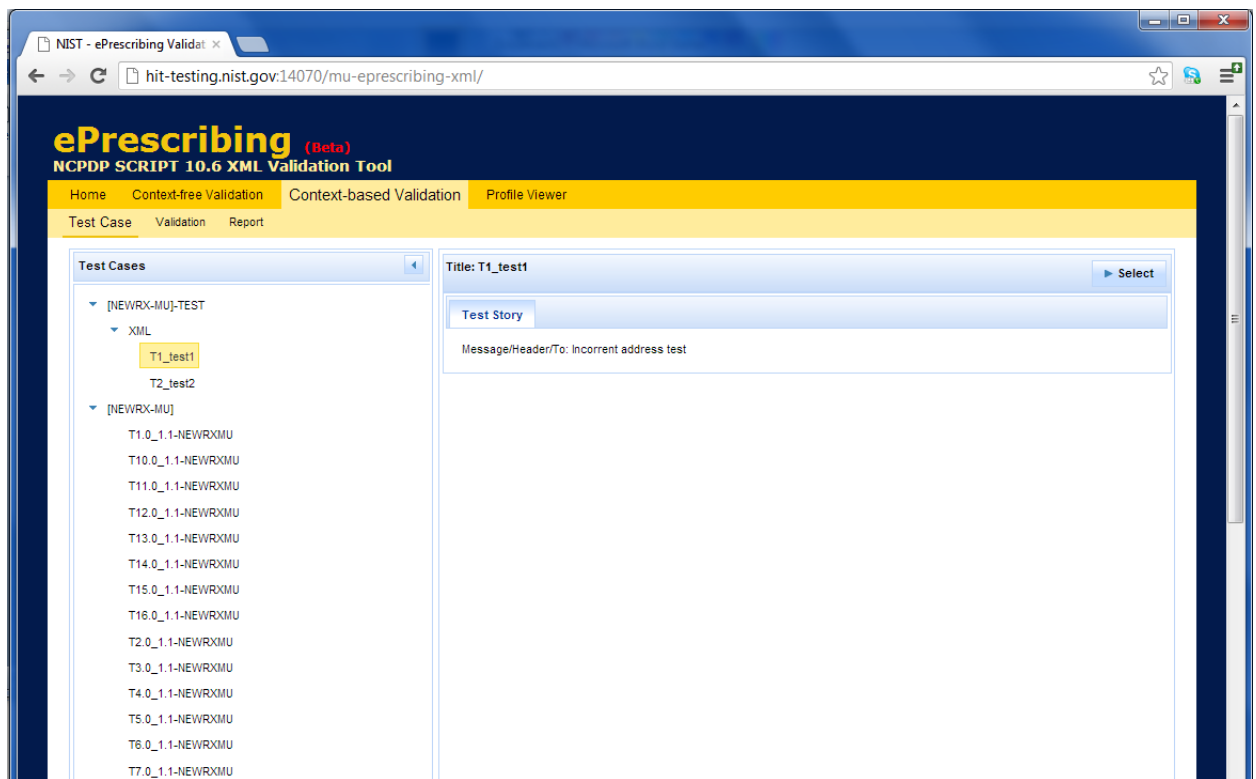 NIST - ePrescribing Validat ×
hit-testing.nist.gov:14070/mu-eprescribing-xml/
ePrescribing (Beta)
NCPDP SCRIPT 10.6 XML Validation Tool
Home Context-free Validation Context-based Validation Profile Viewer
Test Case Validation Report
Test Cases
[NEWRX-MU]-TEST
XML
T1_test1
T2_test2
[NEWRX-MU]
T1.0_1.1-NEWRXMU
T10.0_1.1-NEWRXMU
T11.0_1.1-NEWRXMU
T12.0_1.1-NEWRXMU
T13.0_1.1-NEWRXMU
T14.0_1.1-NEWRXMU
T15.0_1.1-NEWRXMU
T16.0_1.1-NEWRXMU
T2.0_1.1-NEWRXMU
T3.0_1.1-NEWRXMU
T4.0_1.1-NEWRXMU
T5.0_1.1-NEWRXMU
T6.0_1.1-NEWRXMU
T7.0_1.1-NEWRXMU
Title: T1_test1
Select
Test Story
Message/Header/To: Incorrent address test